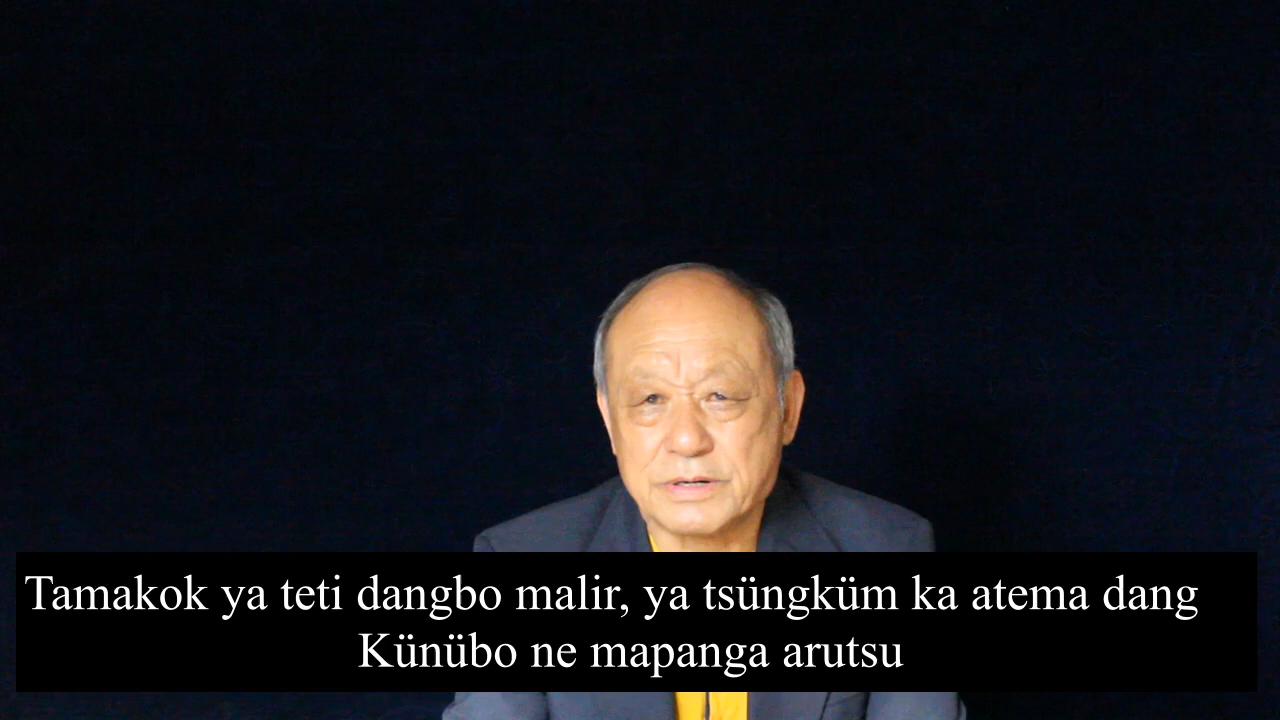 Tamakok ya teti dangbo malir, ya tsüngküm ka atema dang
Künübo ne mapanga arutsu